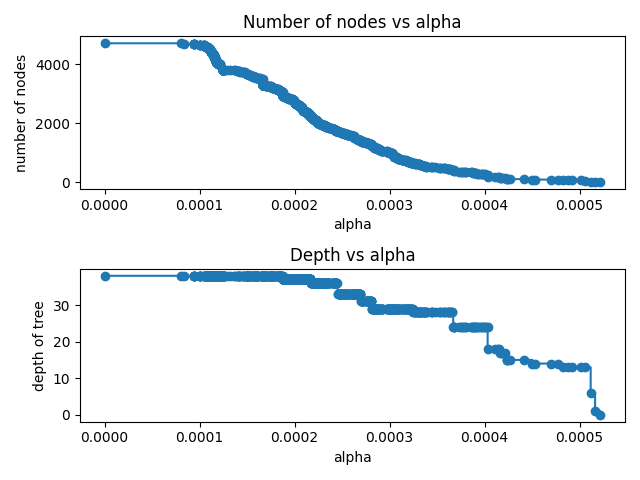 Number of nodes vs alpha
number of nodes
4000
2000
0
0.0000 0.0001 0.0002 0.0003 0.0004 0.0005
alpha
Depth vs alpha
depth of tree
30
20
10
0
0.0000 0.0001 0.0002 0.0003 0.0004 0.0005
alpha